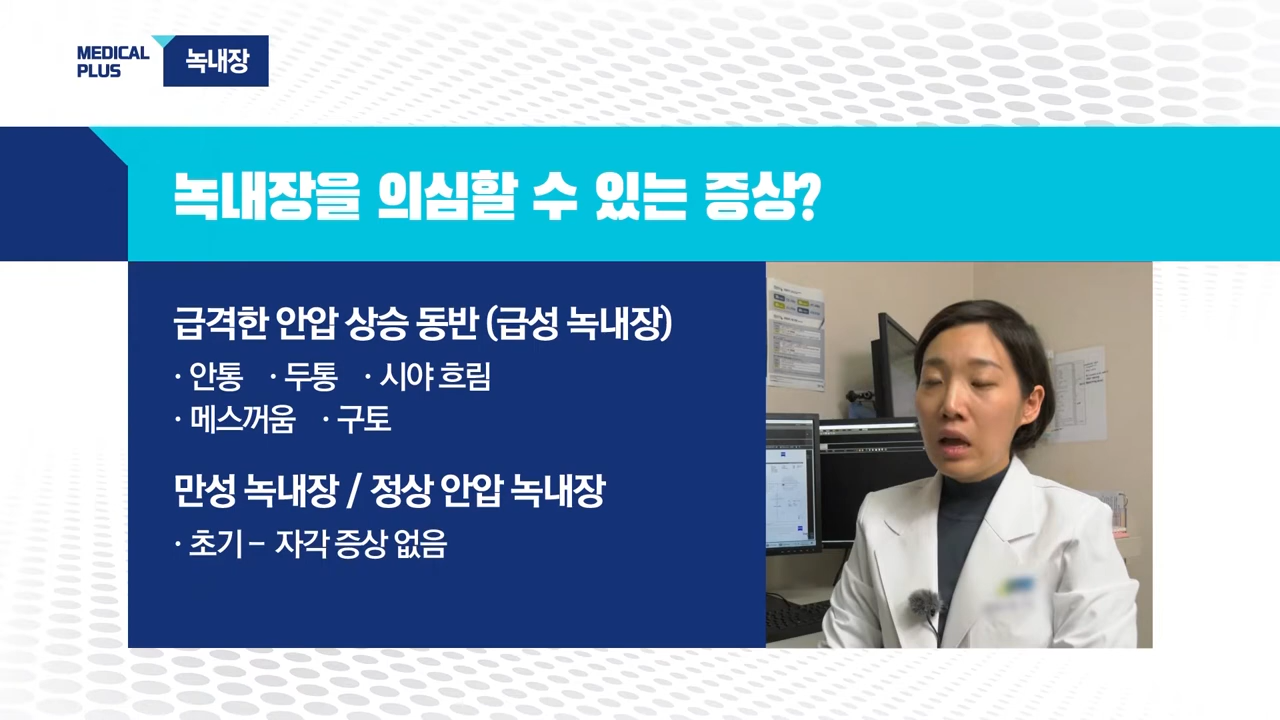 MEDICAL
PLUS
녹내장
녹내장을 의심할 수 있는 증상?
급격한 안압 상승 동반 (급성 녹내장)
· 안통 · 두통 · 시야 흐림
· 메스꺼움 · 구토
만성 녹내장 / 정상 안압 녹내장
· 초기 – 자각 증상 없음